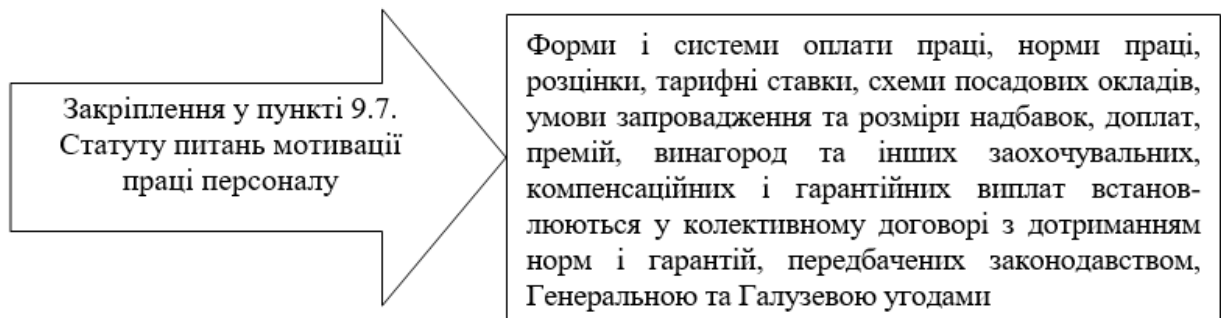 Закріплення у пункті 9.7.
Статуту питань мотивації
праці персоналу
Форми і системи оплати праці, норми праці,
розцінки, тарифні ставки, схеми посадових окладів,
умови запровадження та розміри надбавок, доплат,
премій, винагород та інших заохочувальних,
компенсаційних і гарантійних виплат встанов-
люються у колективному договорі з дотриманням
норм і гарантій, передбачених законодавством,
Генеральною та Галузевою угодами